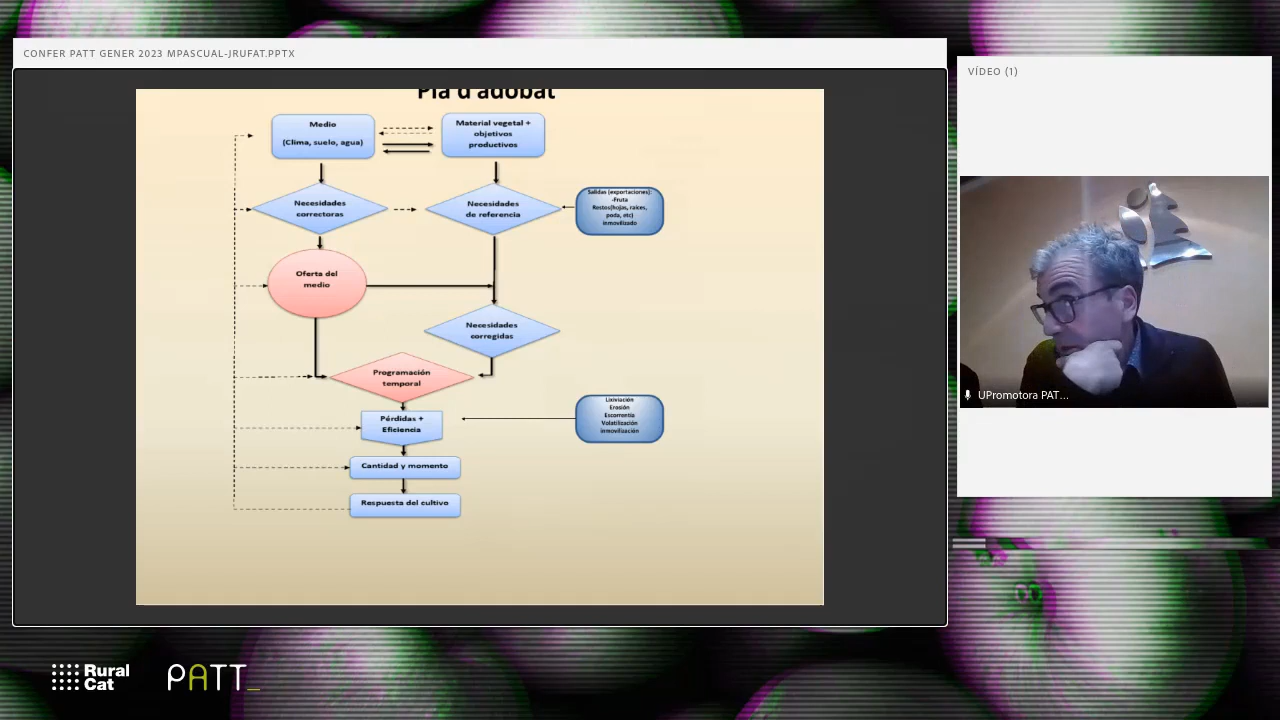 CONFER PATT GENER 2023 MPASCUAL-JRUFAT.PPTX
VÍDEO (1)
Pla d'adobat
Medio
(Clima, suelo, agua)
Material vegetal +
objetivos
productivos
Necesidades
correctoras
Necesidades
de referencia
Salidas (exportaciones):
-Fruta
Restos(hojas, raíces,
poda, etc)
inmovilizado
Oferta del
medio
Necesidades
corregidas
Programación
temporal
Pérdidas +
Eficiencia
Lixiviación
Erosión
Escorrentía
Volatilización
inmovilización
Cantidad y momento
Respuesta del cultivo
UPromotora PAT...
Rural
Cat
PATT_